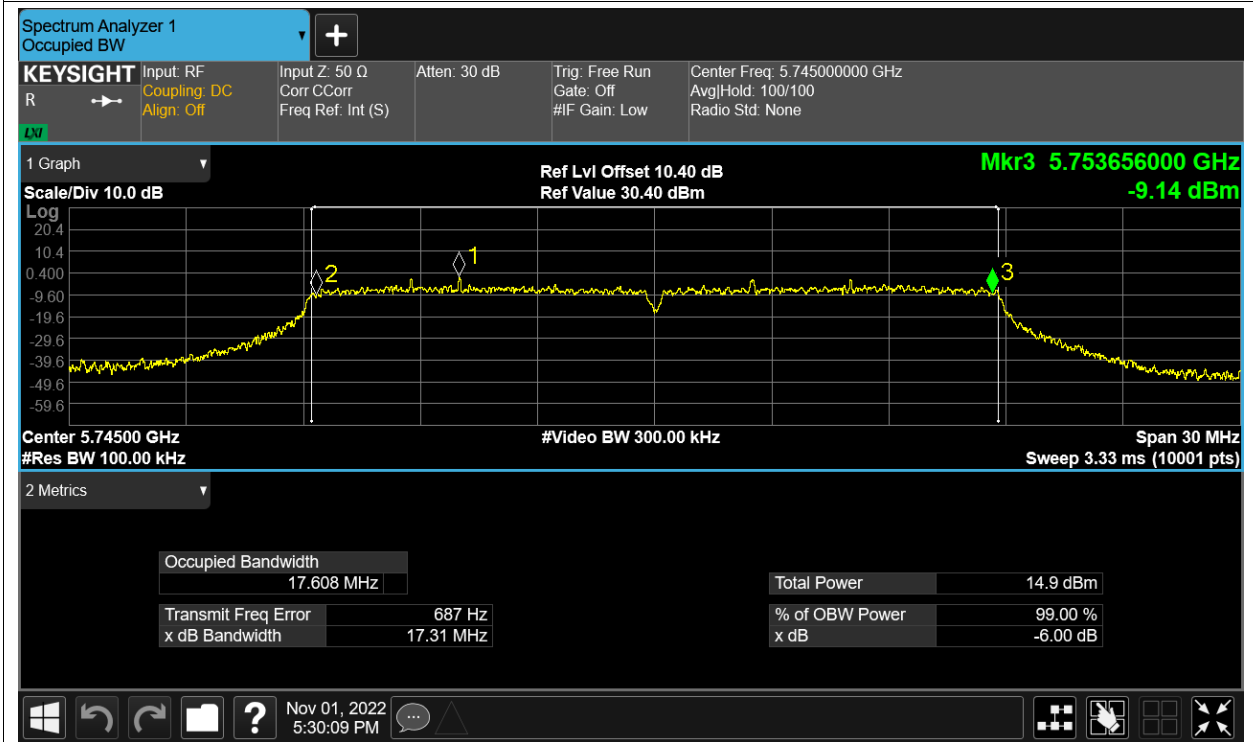 Spectrum Analyzer 1
Occupied BW
KEYSIGHT
R
LXI
Input: RF
Coupling: DC
Align: Off
Input Z: 50 Ω
Corr CCorr
Freq Ref: Int (S)
Atten: 30 dB
Trig: Free Run
Gate: Off
#IF Gain: Low
Center Freq: 5.745000000 GHz
Avg|Hold: 100/100
Radio Std: None
1 Graph
Scale/Div 10.0 dB
Ref Lvl Offset 10.40 dB
Ref Value 30.40 dBm
Mkr3 5.753656000 GHz
-9.14 dBm
Log
20.4
10.4
0.400
-9.60
-19.6
-29.6
-39.6
-49.6
-59.6
2
1
3
Center 5.74500 GHz
#Res BW 100.00 kHz
#Video BW 300.00 kHz
Span 30 MHz
Sweep 3.33 ms (10001 pts)
2 Metrics
Occupied Bandwidth
17.608 MHz
Transmit Freq Error 687 Hz
x dB Bandwidth 17.31 MHz
Total Power 14.9 dBm
% of OBW Power 99.00 %
x dB -6.00 dB
?
Nov 01, 2022
5:30:09 PM